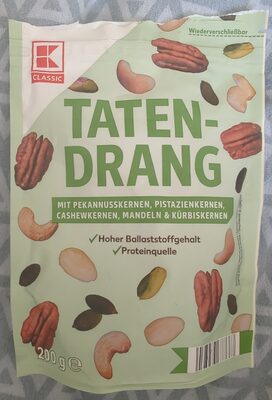 Wiederverschließbar
K
CLASSIC
TATEN-
DRANG
MIT PEKANNUSSKERNEN, PISTAZIENKERNEN,
CASHEWKERNEN, MANDELN & KÜRBISKERNEN
✓Hoher Ballaststoffgehalt
✓Proteinquelle
200 g ℮